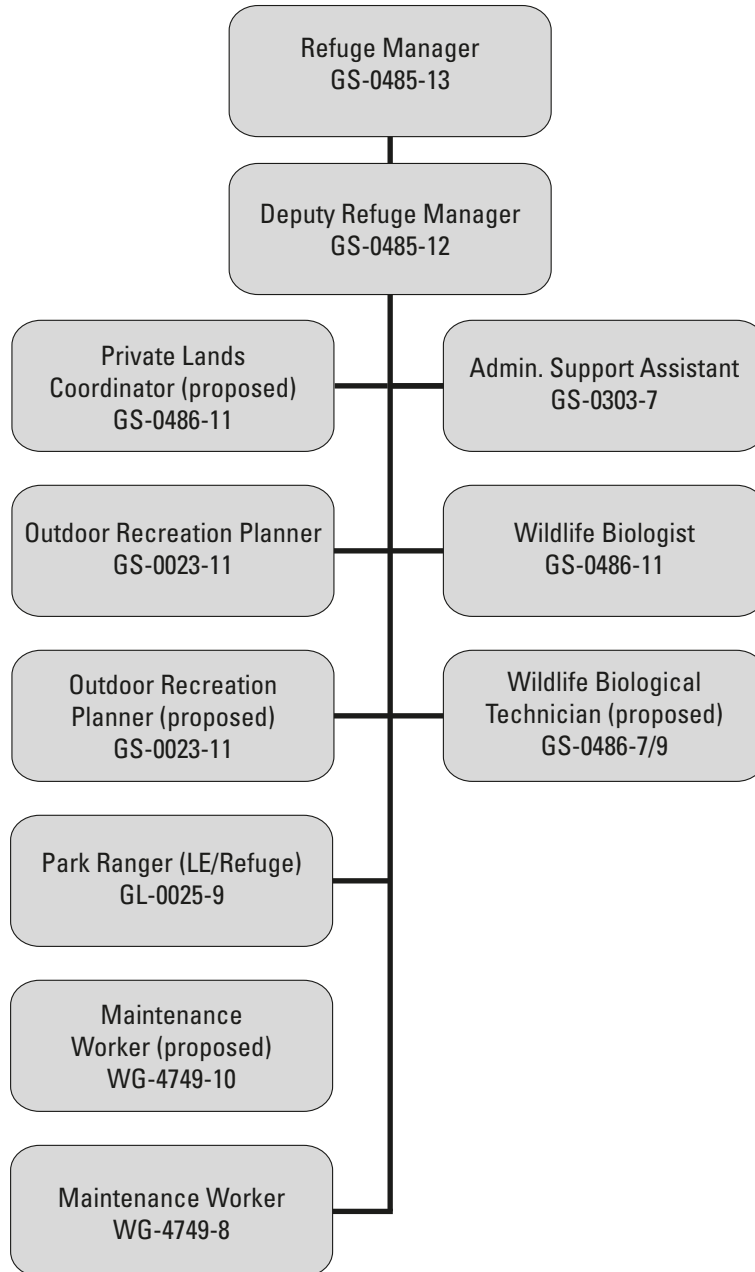 Refuge Manager
GS-0485-13
Deputy Refuge Manager
GS-0485-12
Private Lands
Coordinator (proposed)
GS-0486-11
Admin. Support Assistant
GS-0303-7
Outdoor Recreation Planner
GS-0023-11
Wildlife Biologist
GS-0486-11
Outdoor Recreation
Planner (proposed)
GS-0023-11
Wildlife Biological
Technician (proposed)
GS-0486-7/9
Park Ranger (LE/Refuge)
GL-0025-9
Maintenance
Worker (proposed)
WG-4749-10
Maintenance Worker
WG-4749-8